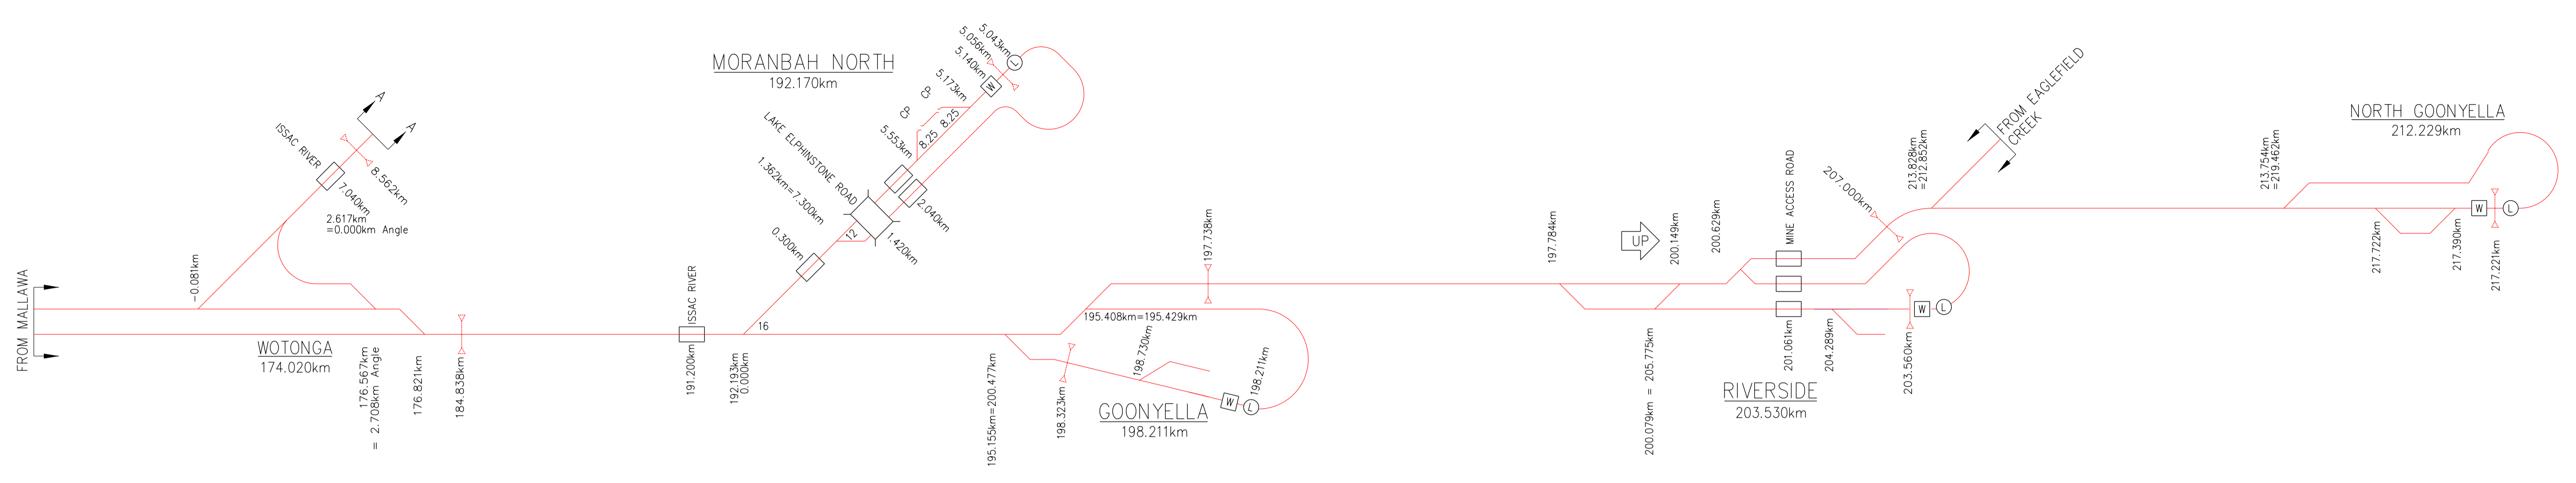 FROM MALLAWA
-0.081km
ISSAC RIVER
7.040km
8.562km
A
A
2.617km
=0.000km Angle
WOTONGA
174.020km
176.567km
= 2.708km Angle
176.821km
184.838km
ISSAC RIVER
191.200km
192.193km
0.000km
16
MORANBAH NORTH
192.170km
0.300km
1.362km=7.300km
LAKE ELPHINSTONE ROAD
12
1.420km
2.040km
5.553km
8.25
8.25
CP
CP
5.173km
5.140km
5.056km
5.043km
W
L
195.155km=200.477km
195.408km=195.429km
197.738km
198.323km
198.730km
W
L
198.211km
GOONYELLA
198.211km
197.784km
UP
200.149km
200.629km
200.079km = 205.775km
MINE ACCESS ROAD
201.061km
204.289km
203.560km
W
L
RIVERSIDE
203.530km
207.000km
213.828km
=212.852km
FROM EAGLEFIELD
CREEK
213.754km
=219.462km
NORTH GOONYELLA
212.229km
217.722km
217.390km
W
L
217.221km